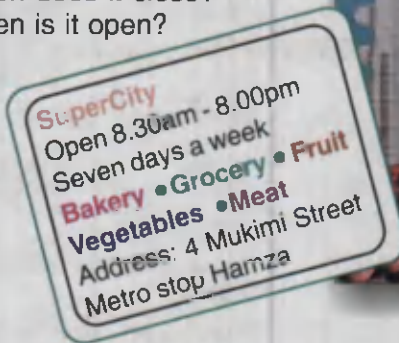 en is it open?
SuperCity
Open 8.30am - 8.00pm
Seven days a week
Bakery •Grocery • Fruit
Vegetables •Meat
Address: 4 Mukimi Street
Metro stop Hamza